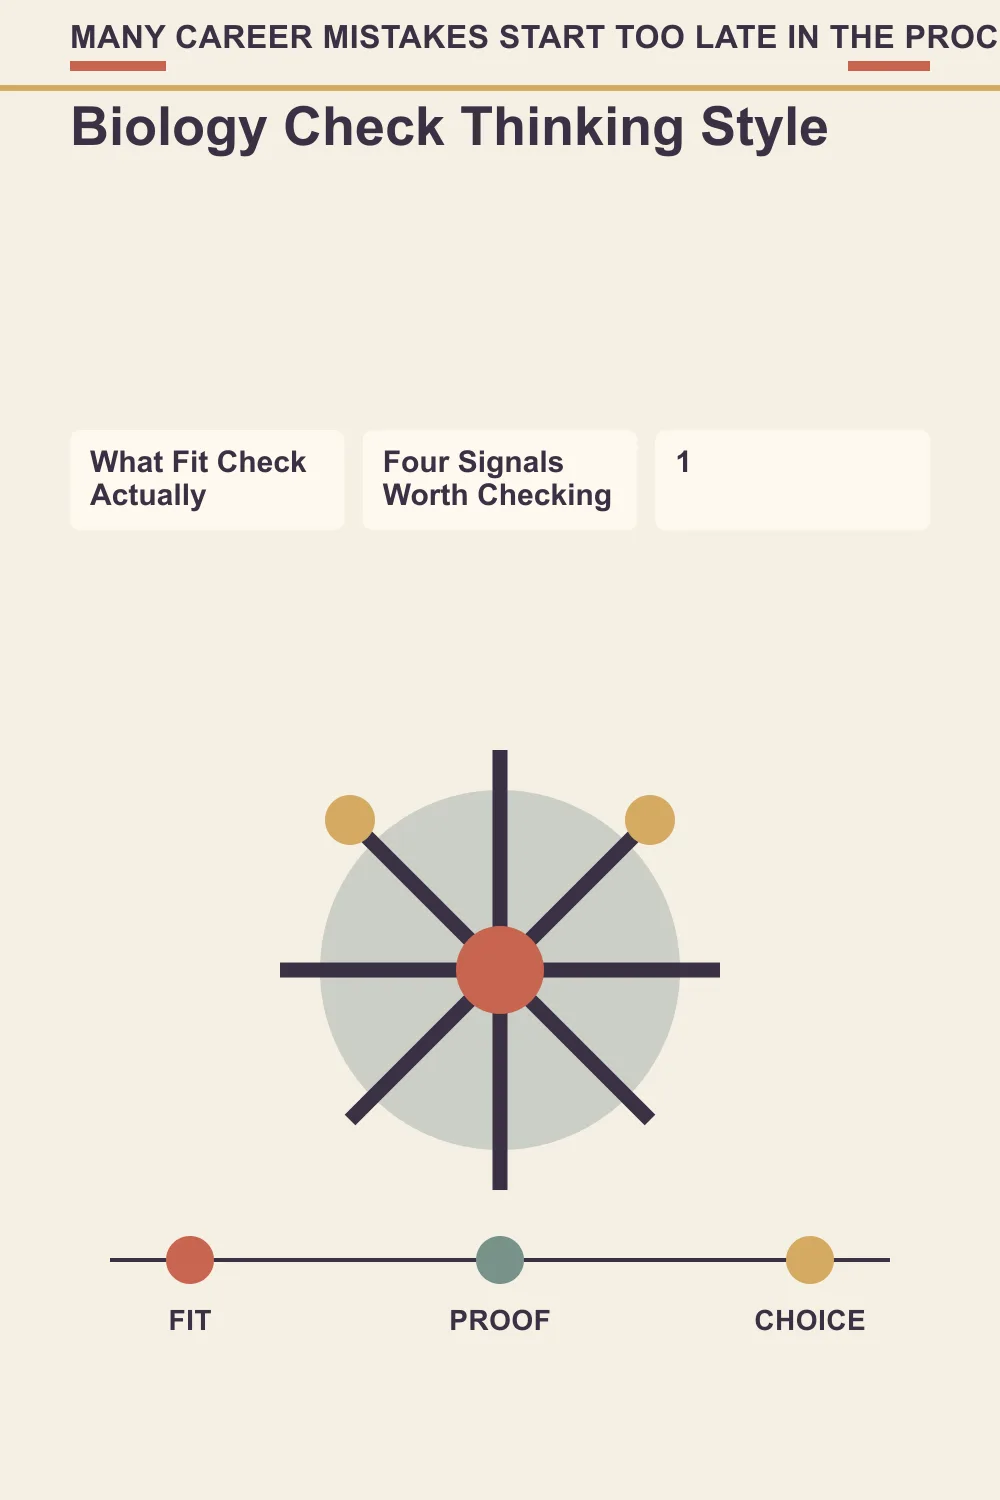 MANY CAREER MISTAKES START TOO LATE IN THE PROC
Biology Check Thinking Style
What Fit Check
Actually
Four Signals
Worth Checking
1
FIT
PROOF
CHOICE